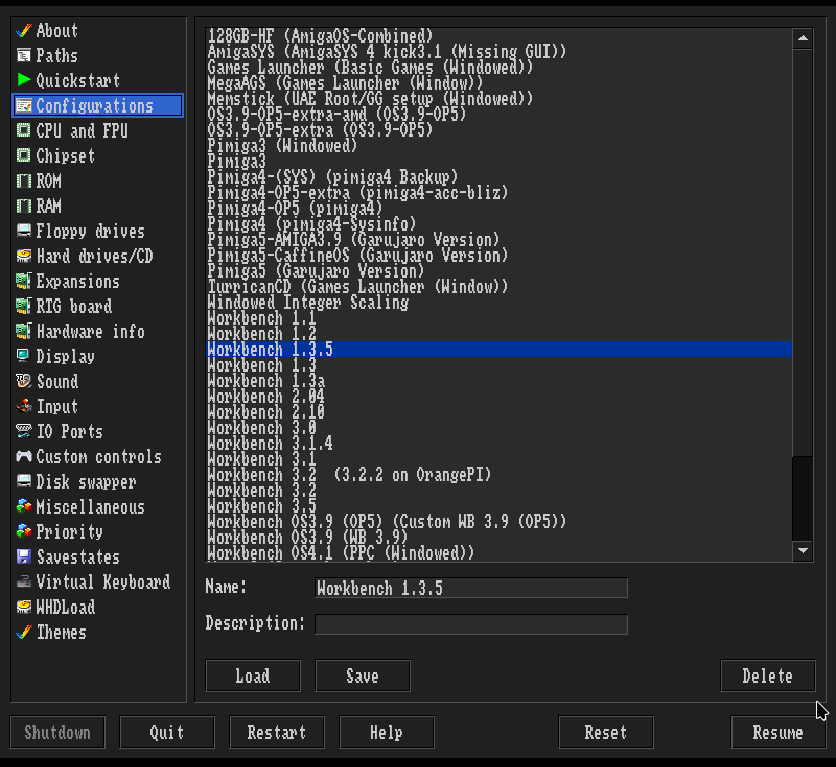 About
Paths
Quickstart
Configurations
CPU and FPU
Chipset
ROM
RAM
Floppy drives
Hard drives/CD
Expansions
RTG board
Hardware info
Display
Sound
Input
IO Ports
Custom controls
Disk swapper
Miscellaneous
Priority
Savestates
Virtual Keyboard
WHDLoad
Themes
128GB-HF (AmigaOS-Combined)
AmigaSYS (AmigaSYS 4 kick3.1 (Missing GUI))
Games Launcher (Basic Games (Windowed))
MegaAGS (Games Launcher (Window))
Memstick (UAE Root/GG setup (Windowed))
OS3.9-OP5-extra-amd (OS3.9-OP5)
OS3.9-OP5-extra (OS3.9-OP5)
Pimiga3 (Windowed)
Pimiga3
Pimiga4-(SYS) (pimiga4 Backup)
Pimiga4-OP5-extra (pimiga4-acc-bliz)
Pimiga4-OP5 (pimiga4)
Pimiga4 (pimiga4-Sysinfo)
Pimiga5-AMIGA3.9 (Garujaro Version)
Pimiga5-CaffineOS (Garujaro Version)
Pimiga5 (Garujaro Version)
TurricanCD (Games Launcher (Window))
Windowed Integer Scaling
Workbench 1.1
Workbench 1.2
Workbench 1.3.5
Workbench 1.3
Workbench 1.3a
Workbench 2.04
Workbench 2.10
Workbench 3.0
Workbench 3.1.4
Workbench 3.1
Workbench 3.2  (3.2.2 on OrangePI)
Workbench 3.2
Workbench 3.5
Workbench OS3.9 (OP5) (Custom WB 3.9 (OP5))
Workbench OS3.9 (WB 3.9)
Workbench OS4.1 (PPC (Windowed))
Name: Workbench 1.3.5
Description:
Load Save Delete
Shutdown Quit Restart Help Reset Resume